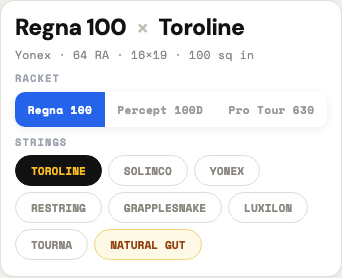 Regna 100 × Toroline
Yonex · 64 RA · 16×19 · 100 sq in
RACKET
Regna 100 Percept 100D Pro Tour 630
STRINGS
TOROLINE SOLINCO YONEX
RESTRING GRAPPLESNAKE LUXILON
TOURNA NATURAL GUT